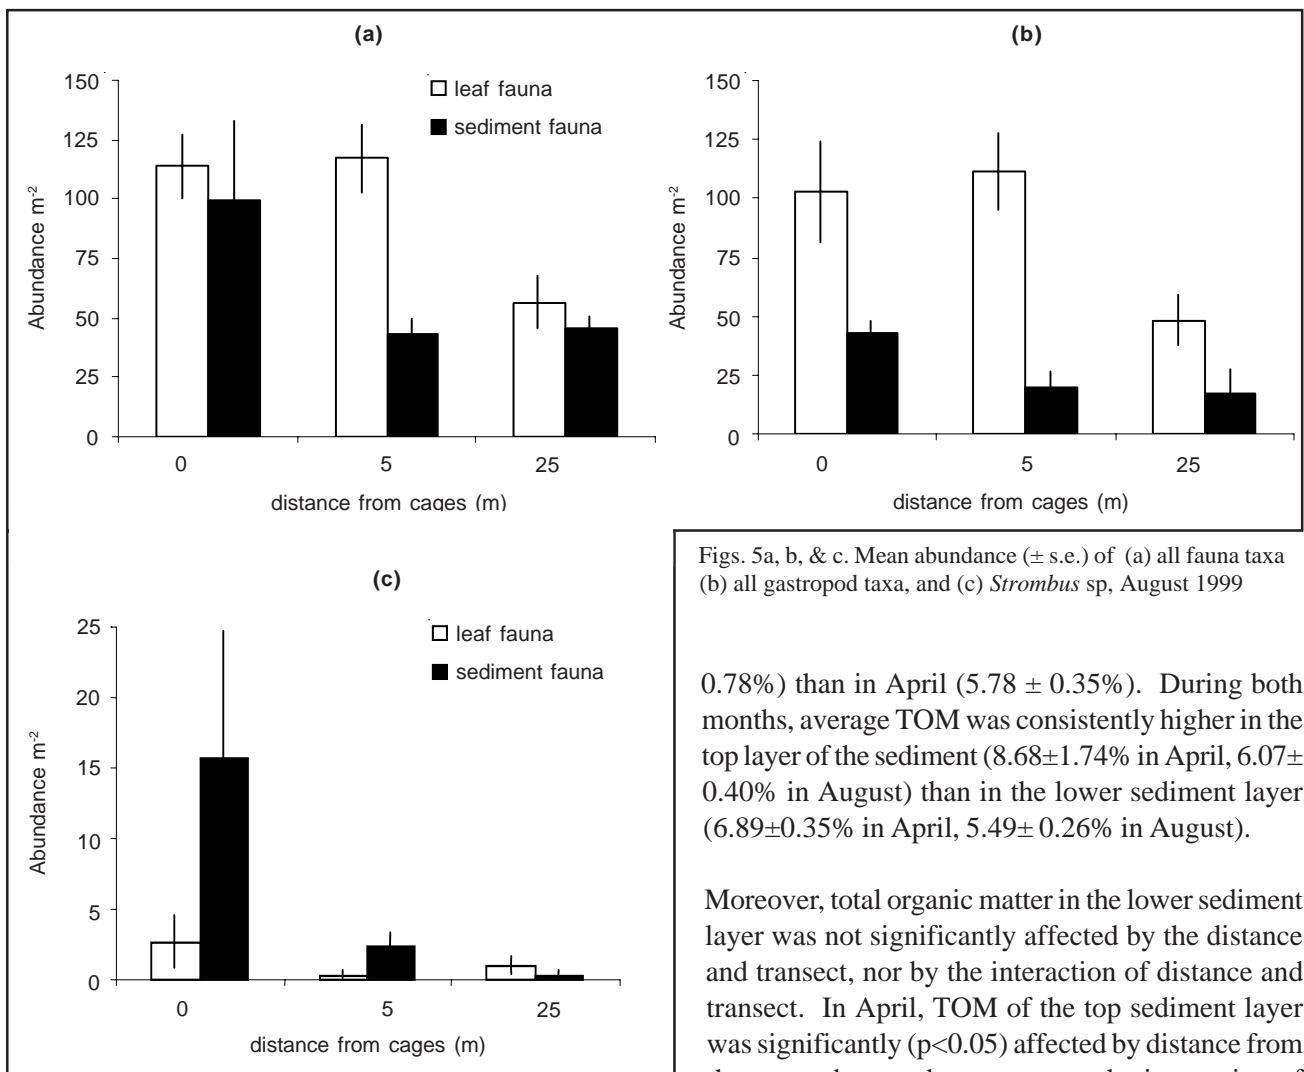 (a)
150
125
100
75
50
25
0
Abundance m-2
leaf fauna
sediment fauna
0 5 25
distance from cages (m)
(b)
150
125
100
75
50
25
0
Abundance m-2
0 5 25
distance from cages (m)
(c)
25
20
15
10
5
0
Abundance m-2
leaf fauna
sediment fauna
0 5 25
distance from cages (m)
Figs. 5a, b, & c. Mean abundance (± s.e.) of (a) all fauna taxa
(b) all gastropod taxa, and (c) Strombus sp, August 1999
0.78%) than in April (5.78 ± 0.35%). During both
months, average TOM was consistently higher in the
top layer of the sediment (8.68±1.74% in April, 6.07±
0.40% in August) than in the lower sediment layer
(6.89±0.35% in April, 5.49± 0.26% in August).
Moreover, total organic matter in the lower sediment
layer was not significantly affected by the distance
and transect, nor by the interaction of distance and
transect. In April, TOM of the top sediment layer
was significantly (p<0.05) affected by distance from